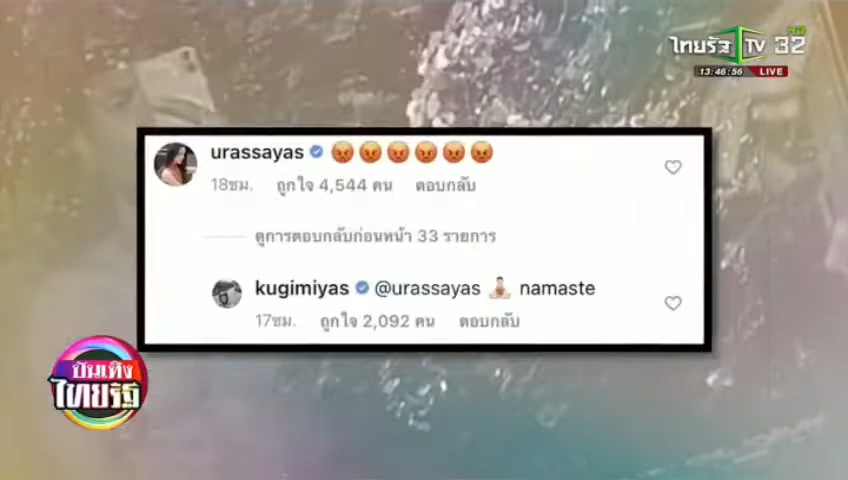 ไทยรัฐ TV HD 32
13:46:56 LIVE
urassayas 😡😡😡😡😡😡
18ชม. ถูกใจ 4,544 คน ตอบกลับ
ดูการตอบกลับก่อนหน้า 33 รายการ
kugimiyas @urassayas 🧘🏻 namaste
17ชม. ถูกใจ 2,092 คน ตอบกลับ
บันเทิง
ไทยรัฐ